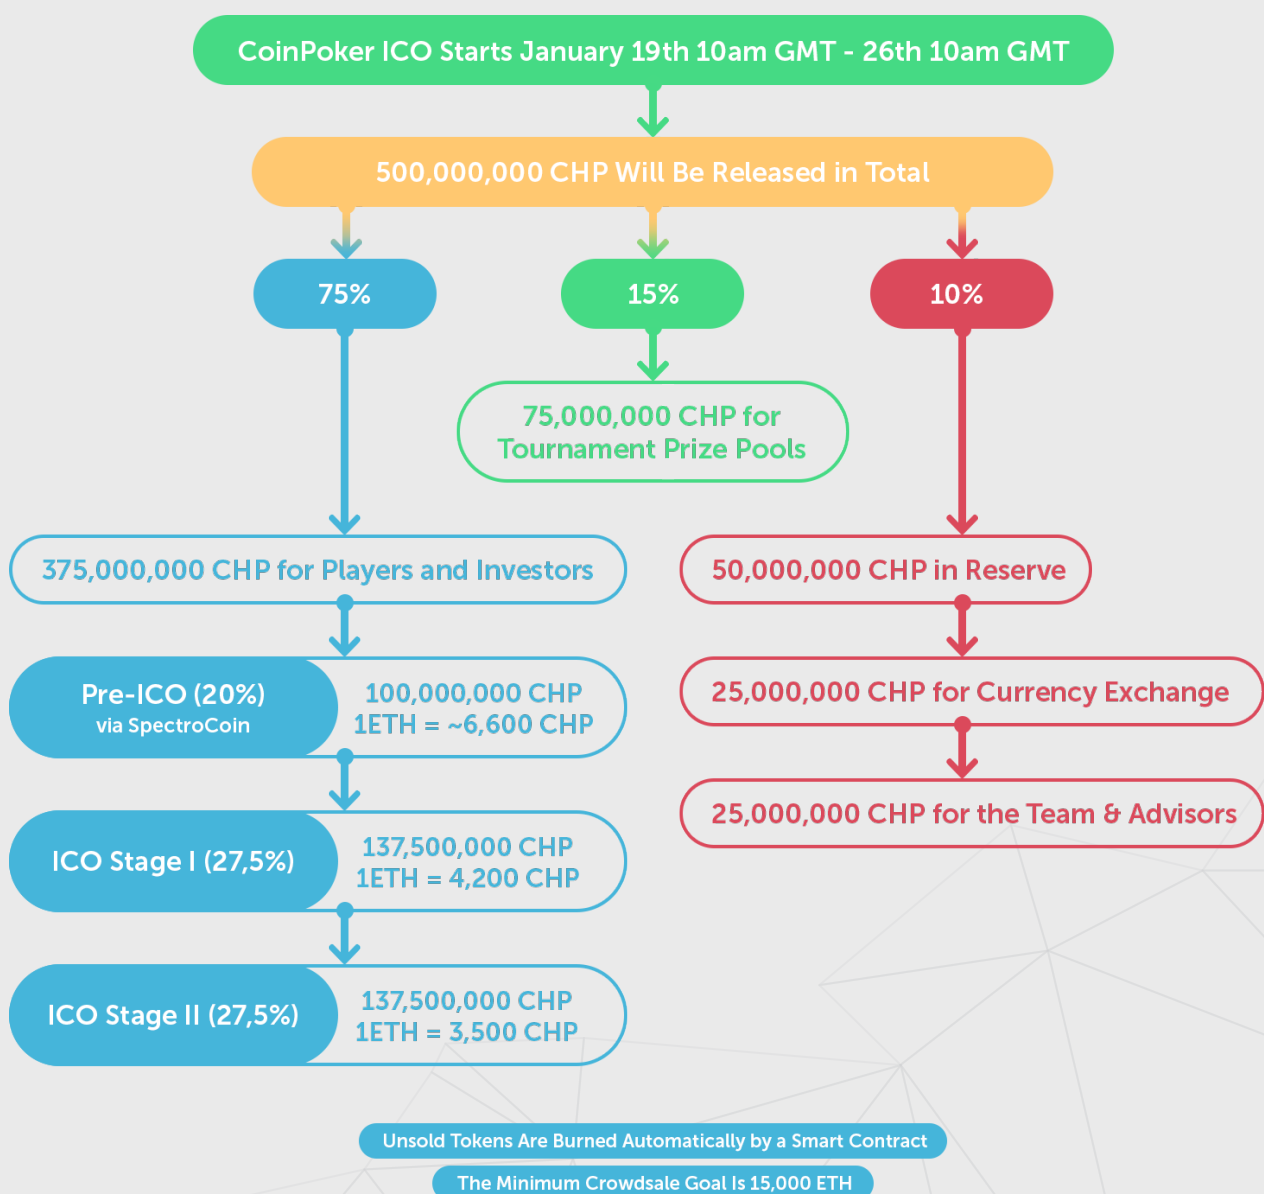 CoinPoker ICO Starts January 19th 10am GMT - 26th 10am GMT
500,000,000 CHP Will Be Released in Total
75%
15%
10%
75,000,000 CHP for
Tournament Prize Pools
375,000,000 CHP for Players and Investors
50,000,000 CHP in Reserve
Pre-ICO (20%)
via SpectroCoin
100,000,000 CHP
1ETH = ~6,600 CHP
25,000,000 CHP for Currency Exchange
25,000,000 CHP for the Team & Advisors
ICO Stage I (27,5%)
137,500,000 CHP
1ETH = 4,200 CHP
ICO Stage II (27,5%)
137,500,000 CHP
1ETH = 3,500 CHP
Unsold Tokens Are Burned Automatically by a Smart Contract
The Minimum Crowdsale Goal Is 15,000 ETH